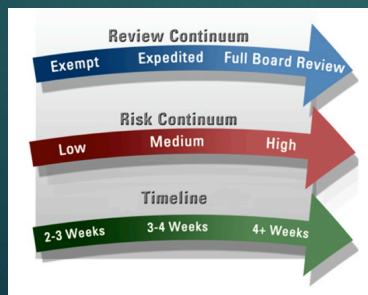 Review Continuum
Exempt Expedited Full Board Review
Risk Continuum
Low Medium High
Timeline
2-3 Weeks 3-4 Weeks 4+ Weeks